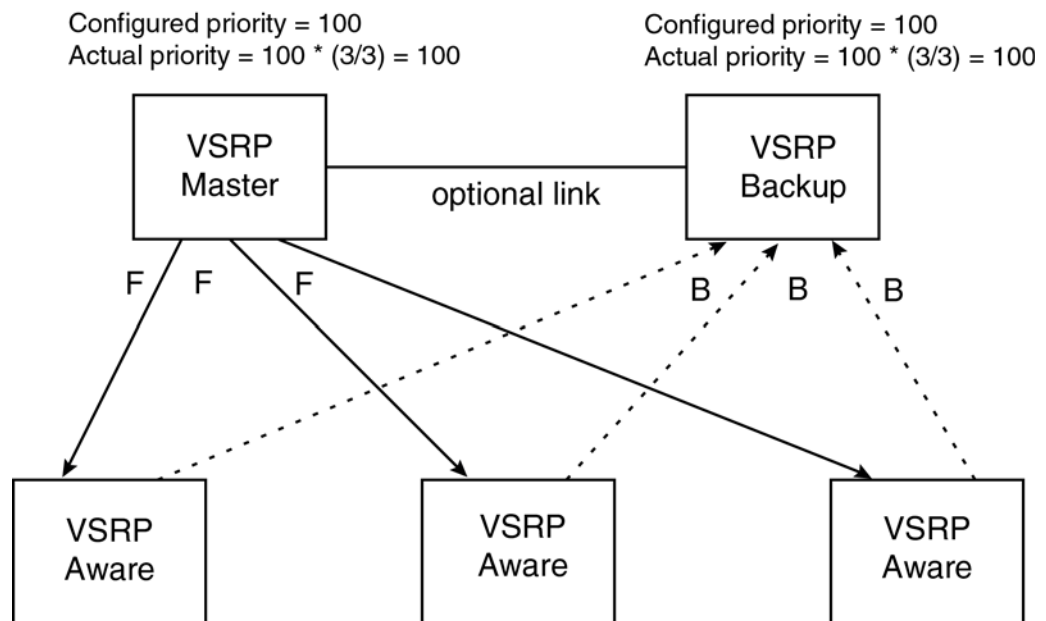 Configured priority = 100
Actual priority = 100 * (3/3) = 100
Configured priority = 100
Actual priority = 100 * (3/3) = 100
VSRP
Master
optional link
VSRP
Backup
F
F
F
B
B
B
VSRP
Aware
VSRP
Aware
VSRP
Aware